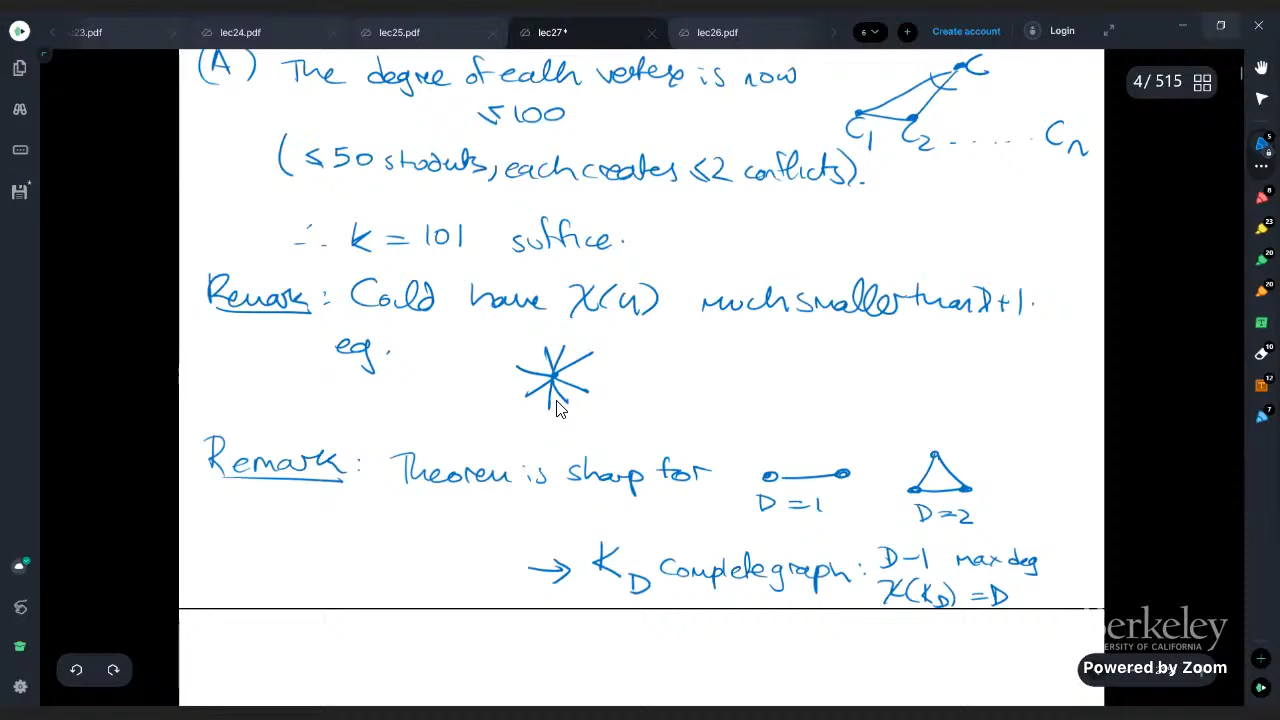 23.pdf
lec24.pdf
lec25.pdf
lec27*
lec26.pdf
6
Create account
Login
4/515
(A) The degree of each vertex is now
≤100
(≤50 students, each creates ≤2 conflicts).
C
C1 C2 ..... Cn
∴ K = 101 suffice.
Remark: Could have χ(G) much smaller than D+1.
eg.
Remark: Theorem is sharp for
D=1
D=2
→ KD complete graph: D-1 max deg
χ(KD) = D
Berkeley
UNIVERSITY OF CALIFORNIA
Powered by Zoom